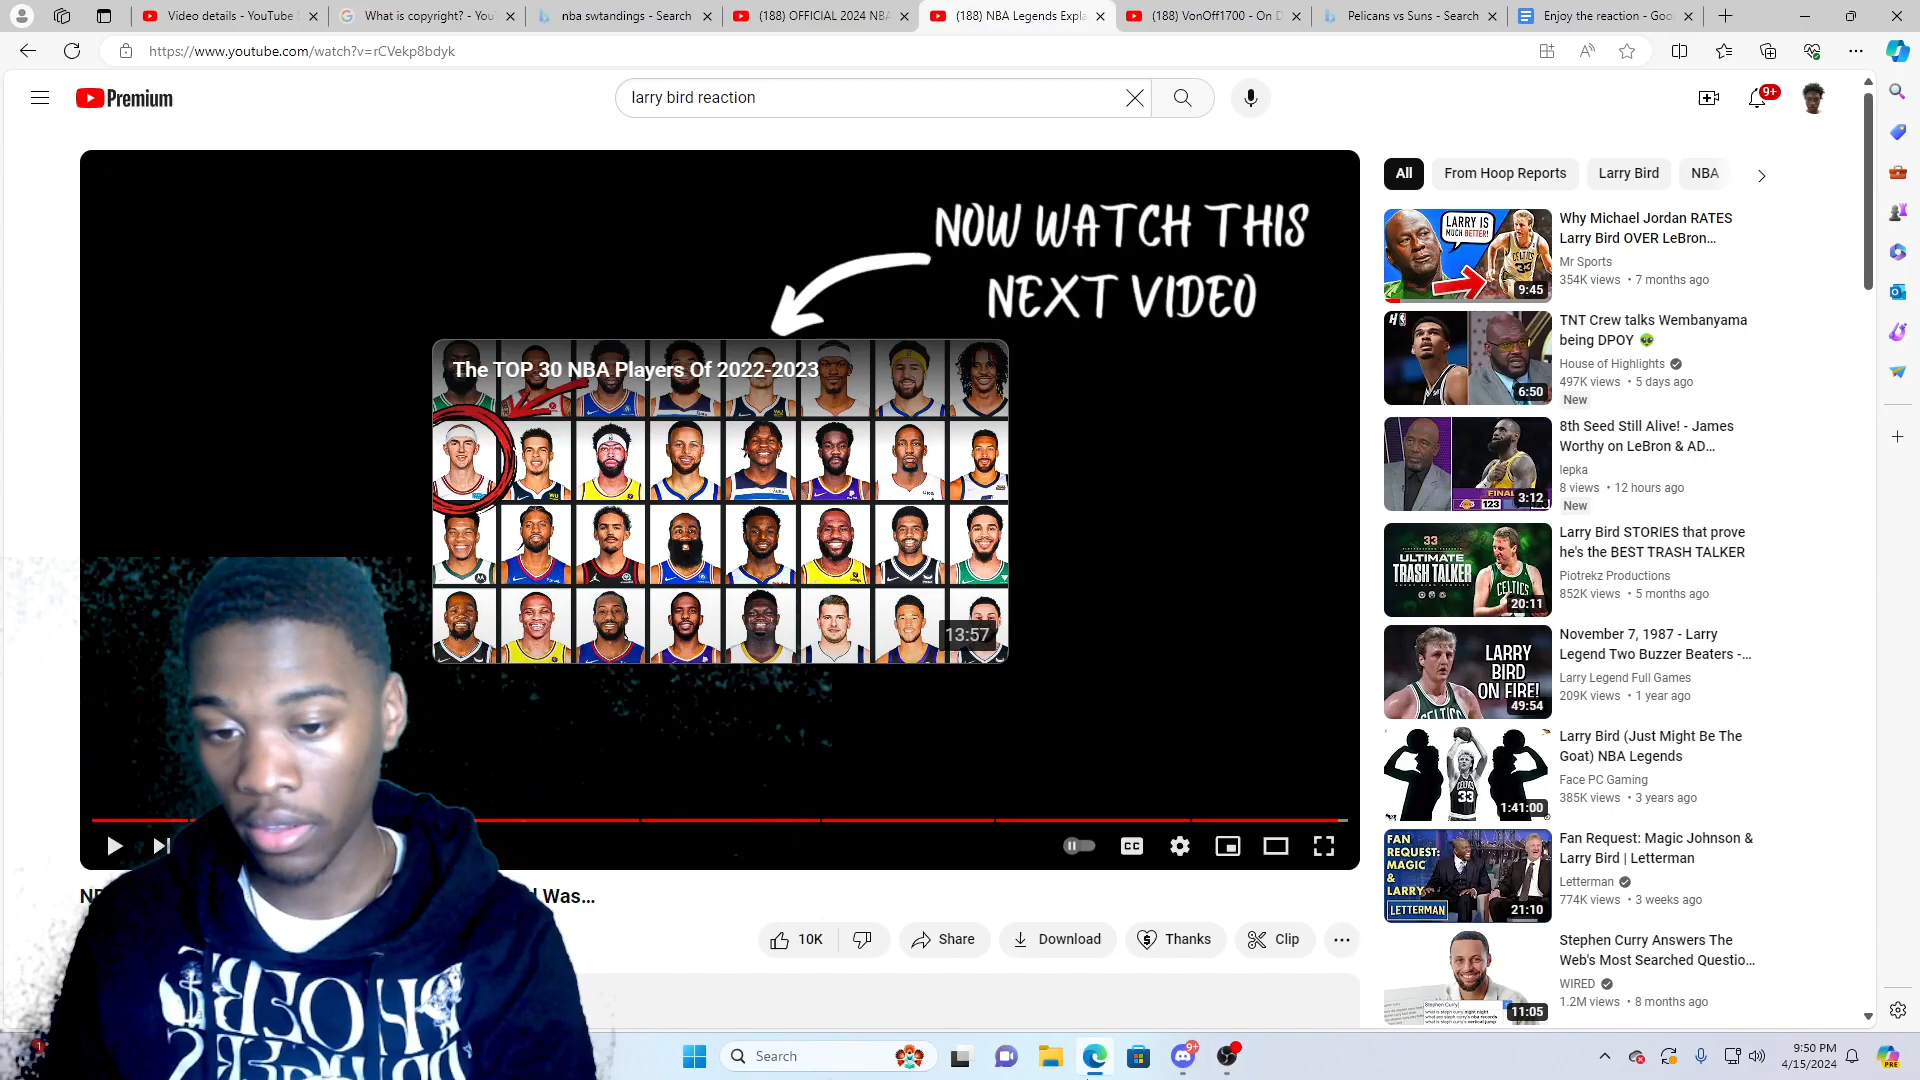 Video details - YouTube
What is copyright? - You
nba swtandings - Search
(188) OFFICIAL 2024 NBA
(188) NBA Legends Expla
(188) VonOff1700 - On D
Pelicans vs Suns - Search
Enjoy the reaction - Goo
https://www.youtube.com/watch?v=rCVekp8bdyk
Premium
larry bird reaction
9+
NOW WATCH THIS
NEXT VIDEO
The TOP 30 NBA Players Of 2022-2023
13:57
CC
Was...
10K
Share
Download
Thanks
Clip
All
From Hoop Reports
Larry Bird
NBA
LARRY IS
MUCH BETTER!
9:45
Why Michael Jordan RATES
Larry Bird OVER LeBron...
Mr Sports
354K views • 7 months ago
6:50
TNT Crew talks Wembanyama
being DPOY
House of Highlights
497K views • 5 days ago
New
FINAL
123
3:12
8th Seed Still Alive! - James
Worthy on LeBron & AD...
lepka
8 views • 12 hours ago
New
33
ULTIMATE
TRASH TALKER
20:11
Larry Bird STORIES that prove
he's the BEST TRASH TALKER
Piotrekz Productions
852K views • 5 months ago
LARRY
BIRD
ON FIRE!
49:54
November 7, 1987 - Larry
Legend Two Buzzer Beaters -...
Larry Legend Full Games
209K views • 1 year ago
33
1:41:00
Larry Bird (Just Might Be The
Goat) NBA Legends
Face PC Gaming
385K views • 3 years ago
FAN
REQUEST:
MAGIC
&
LARRY
LETTERMAN
21:10
Fan Request: Magic Johnson &
Larry Bird | Letterman
Letterman
774K views • 3 weeks ago
11:05
Stephen Curry Answers The
Web's Most Searched Questio...
WIRED
1.2M views • 8 months ago
Search
9+
9:50 PM
4/15/2024
PRE